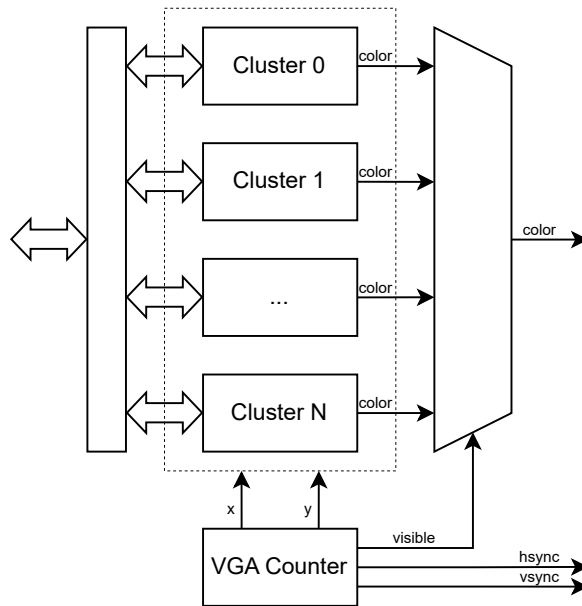 Cluster 0
color
Cluster 1
color
color
...
color
Cluster N
color
x
y
VGA Counter
visible
hsync
vsync